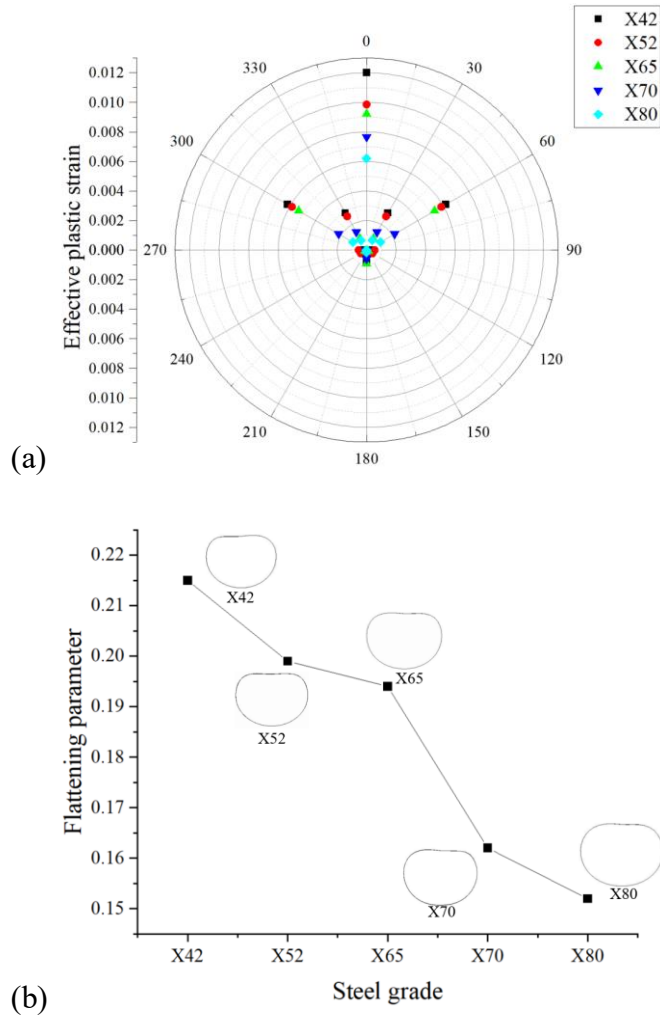 X42
X52
X65
X70
X80
0
30
60
90
120
150
180
210
240
270
300
330
0.012
0.010
0.008
0.006
0.004
0.002
0.000
0.002
0.004
0.006
0.008
0.010
0.012
Effective plastic strain
(a)
0.22
0.21
0.20
0.19
0.18
0.17
0.16
0.15
Flattening parameter
X42
X52
X65
X70
X80
X42
X52
X65
X70
X80
Steel grade
(b)